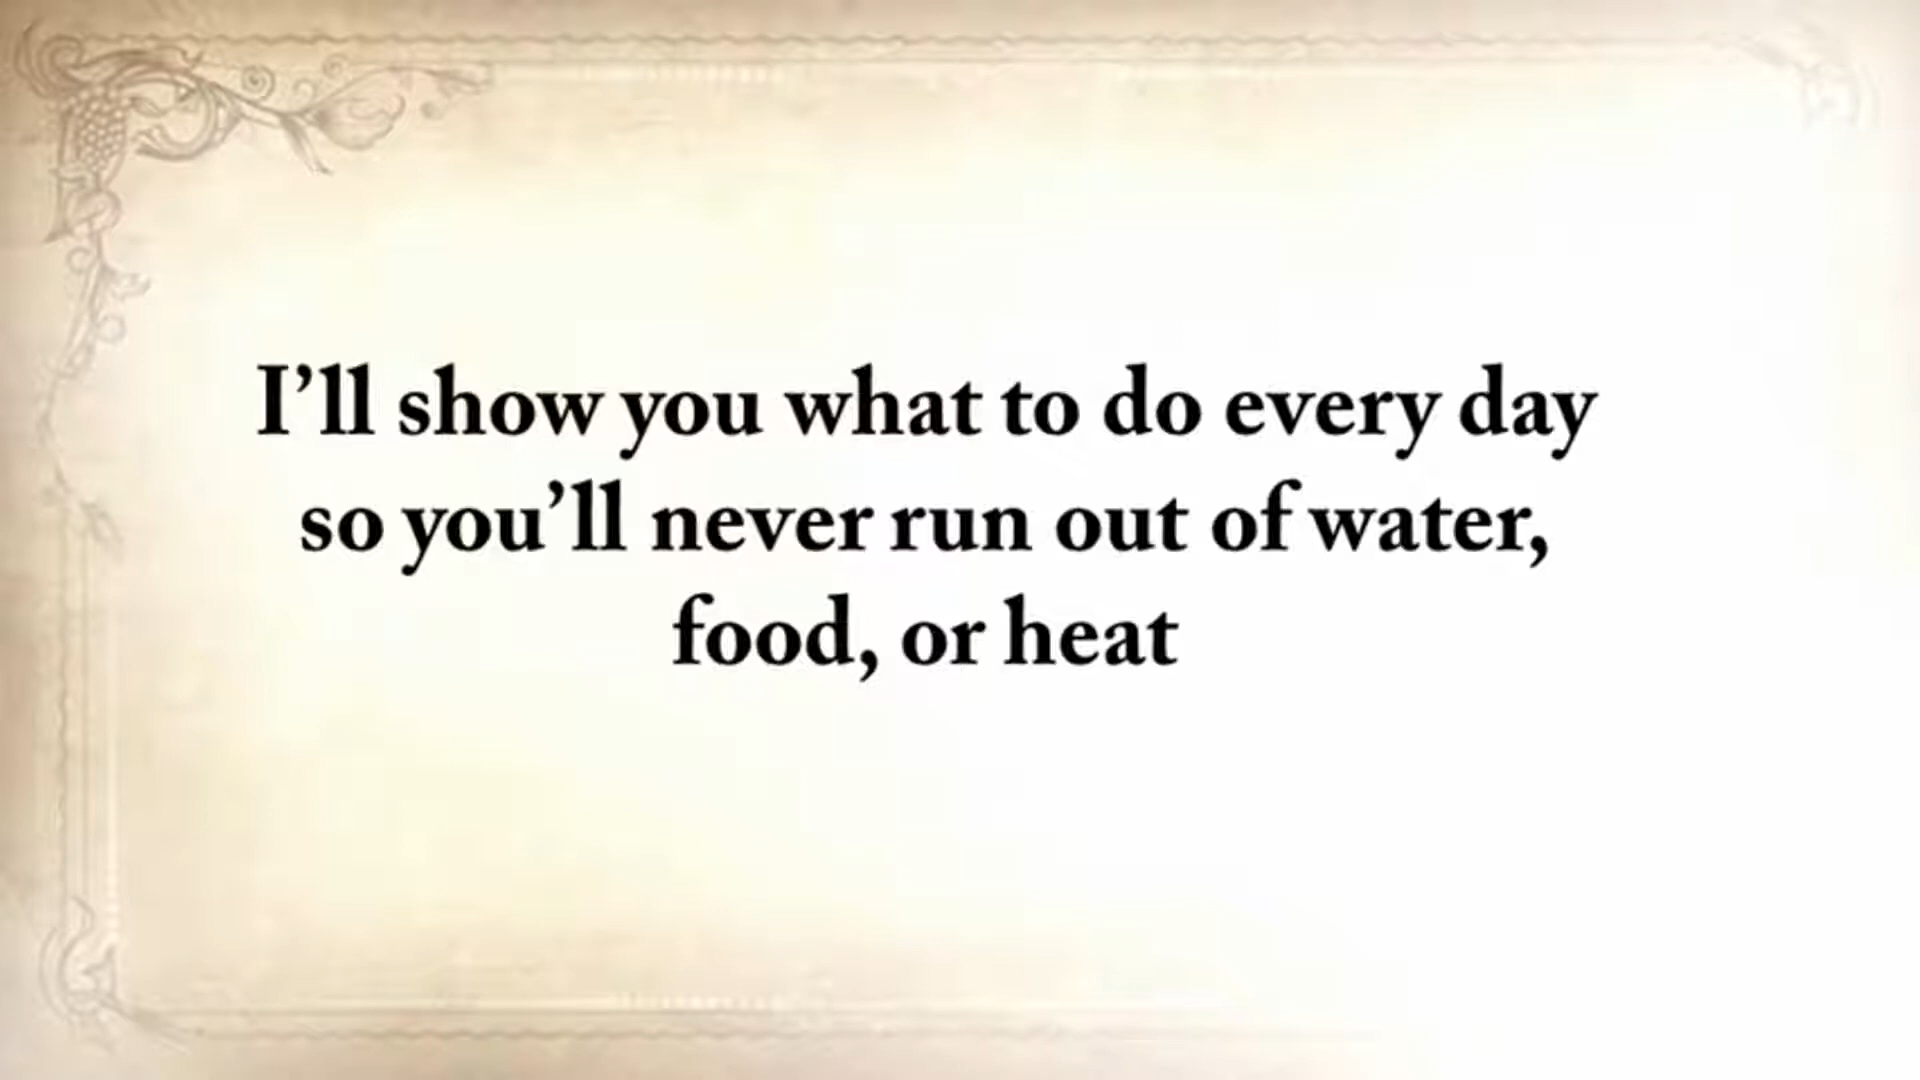 I’ll show you what to do every day
so you’ll never run out of water,
food, or heat